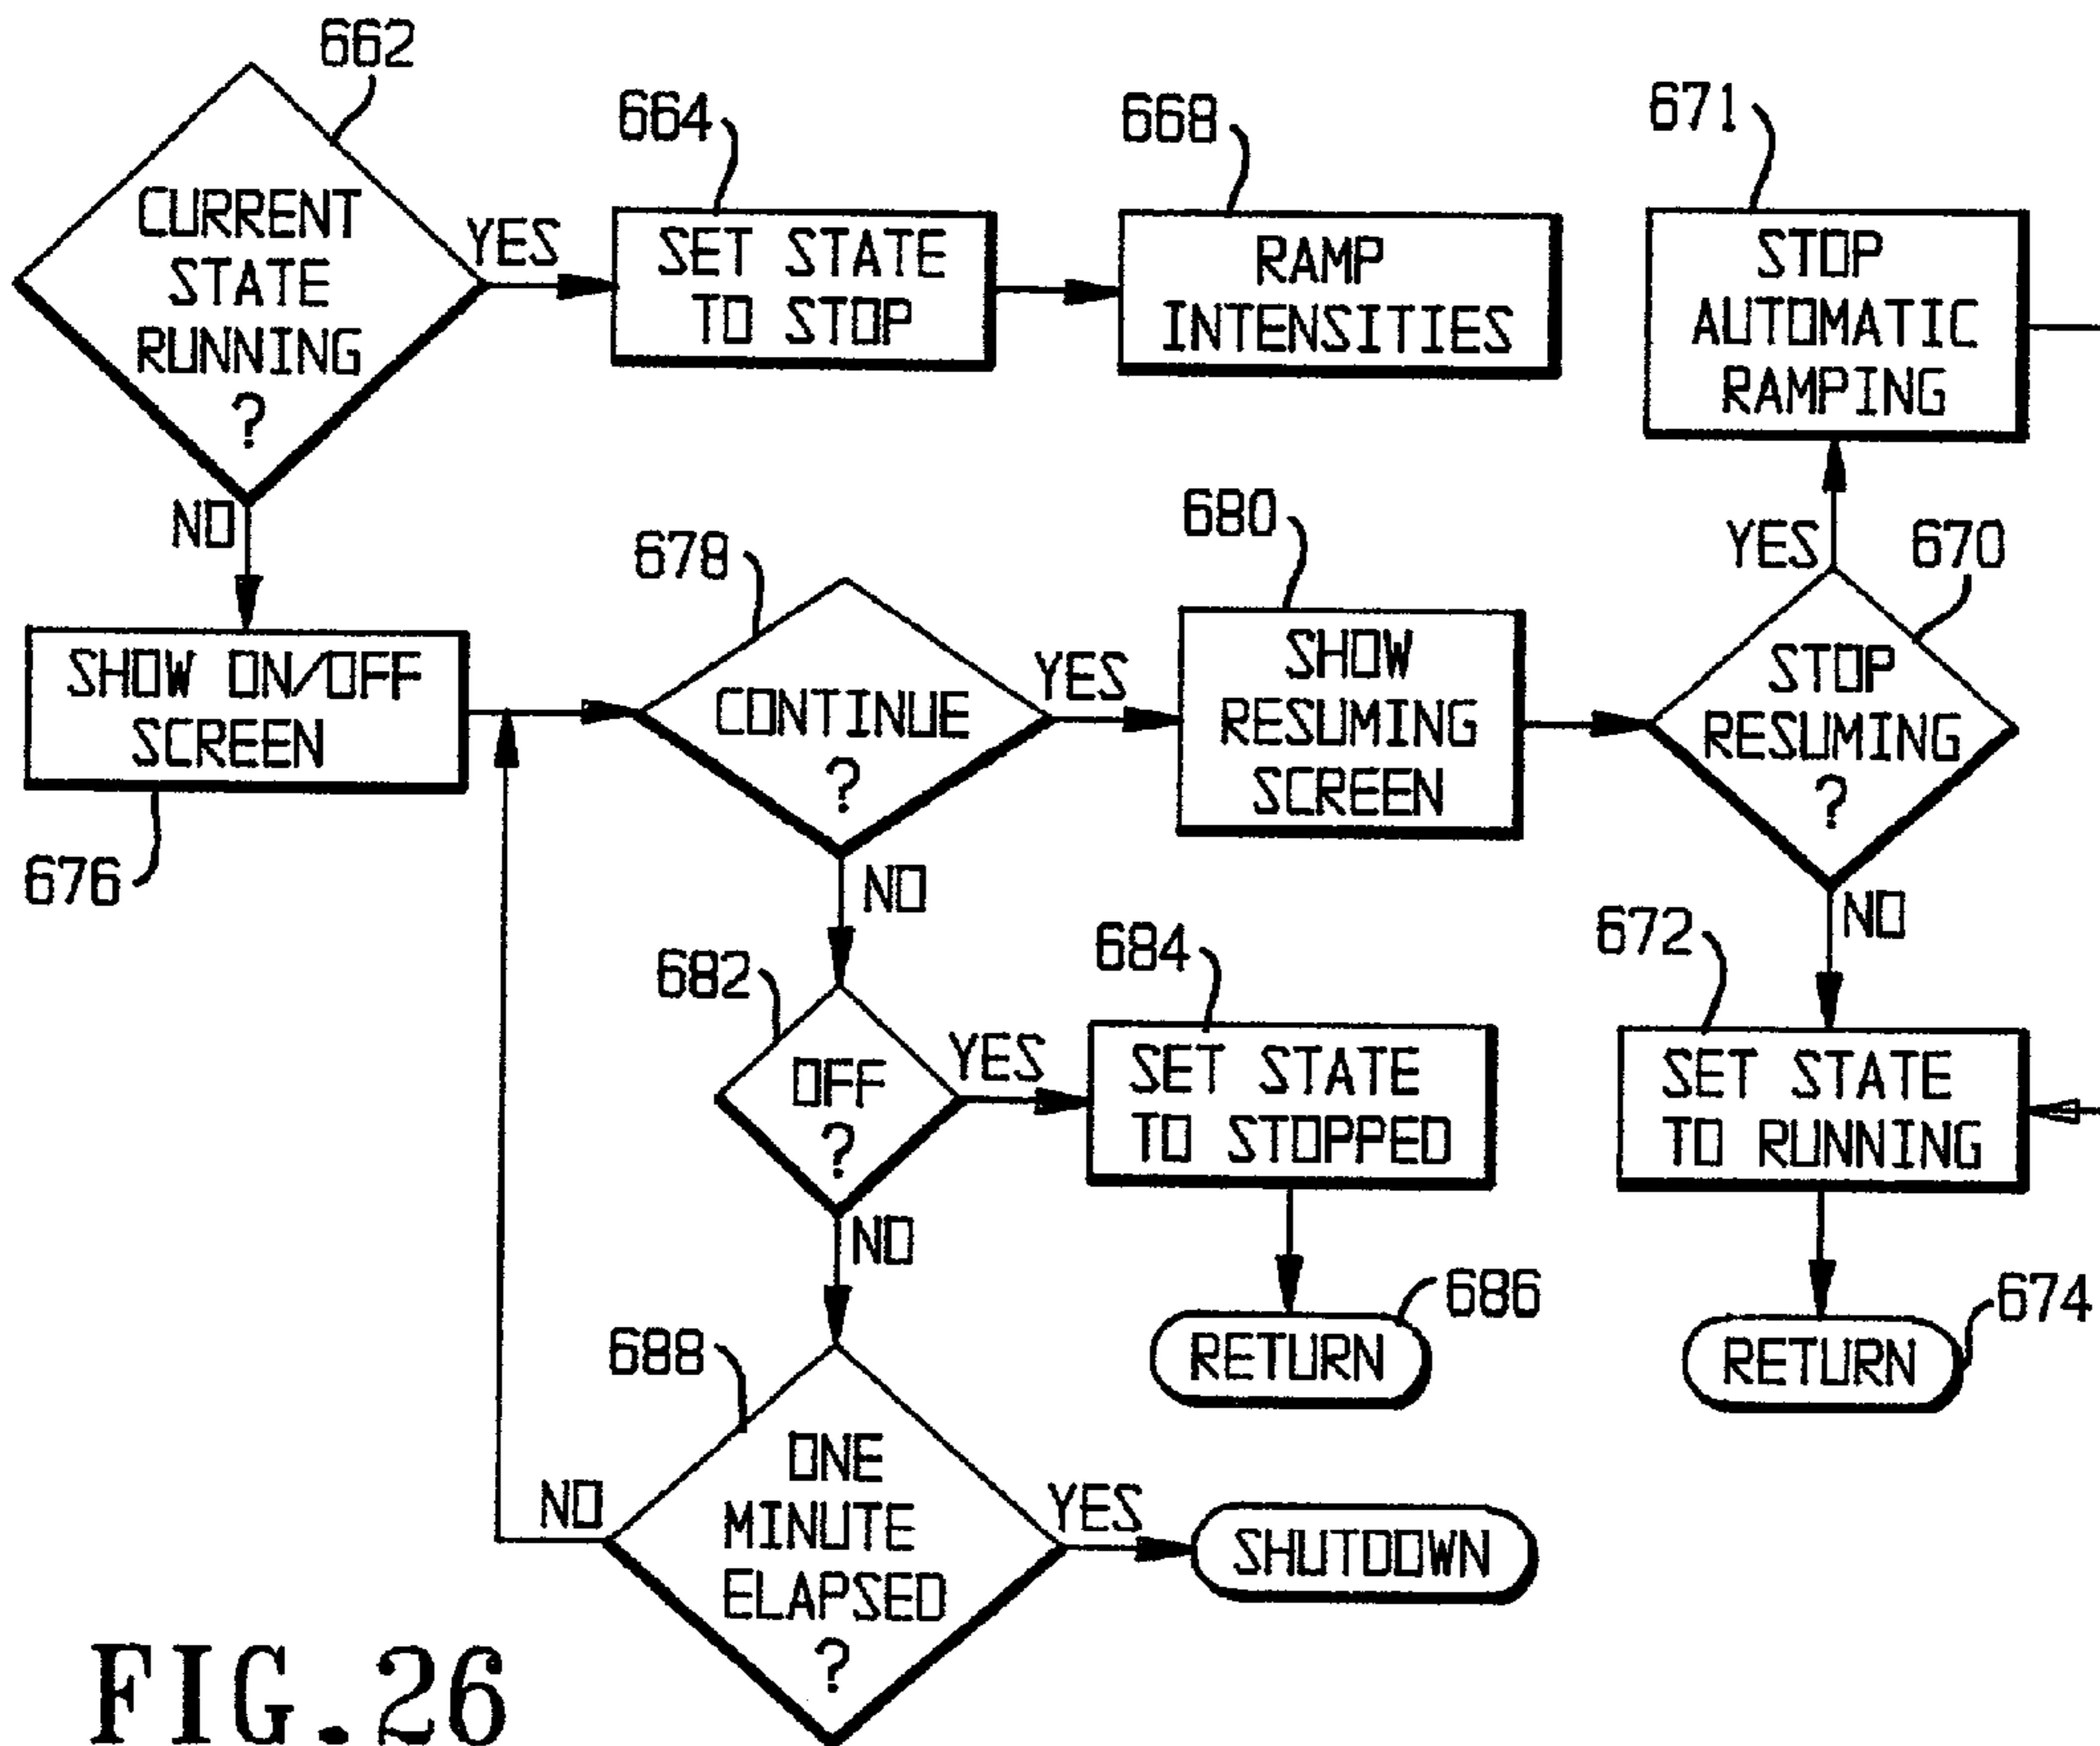 662
CURRENT
STATE
RUNNING
?
YES
NO
664
SET STATE
TO STOP
668
RAMP
INTENSITIES
671
STOP
AUTOMATIC
RAMPING
SHOW ON/OFF
SCREEN
676
678
CONTINUE
?
YES
NO
680
SHOW
RESUMING
SCREEN
YES
670
STOP
RESUMING
?
NO
682
OFF
?
YES
NO
684
SET STATE
TO STOPPED
672
SET STATE
TO RUNNING
686
RETURN
674
RETURN
688
ONE
MINUTE
ELAPSED
?
NO
YES
SHUTDOWN
FIG.26